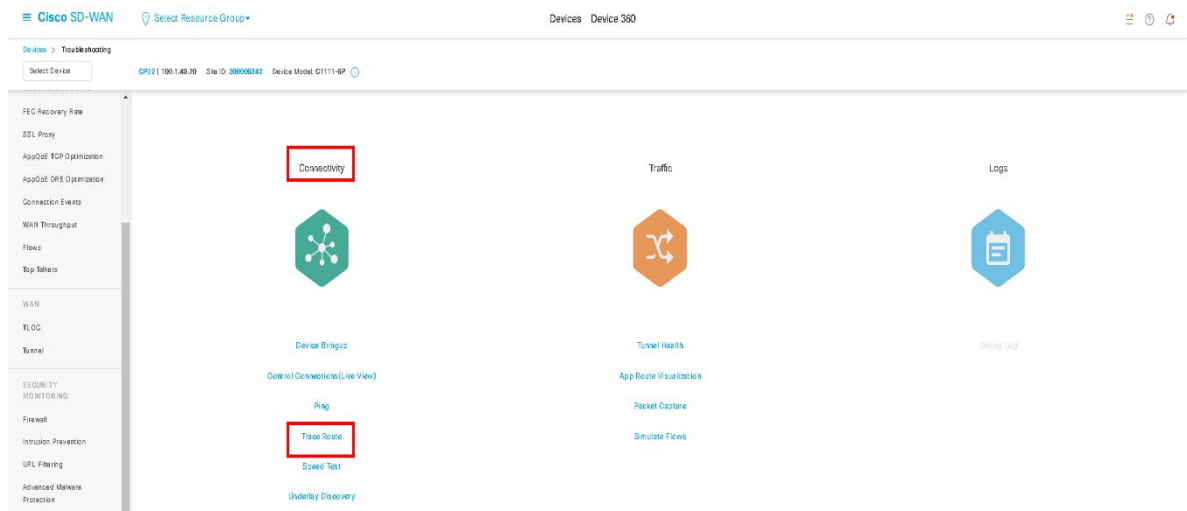 Cisco SD-WAN
Select Resource Group
Devices Device 360
Devices > Troubleshooting
Select Device
CPE2 | 100.1.49.70 Site ID: 300006342 Device Model: C1111-8P
FEC Recovery Rate
SSL Proxy
AppQoE TCP Optimization
AppQoE DRE Optimization
Connection Events
WAN Throughput
Flows
Top Talkers
WAN
TLOC
Tunnel
SECURITY
MONITORING
Firewall
Intrusion Prevention
URL Filtering
Advanced Malware
Protection
Connectivity
Device Bringup
Control Connections(Live View)
Ping
Trace Route
Speed Test
Underlay Discovery
Traffic
Tunnel Health
App Route Visualization
Packet Capture
Simulate Flows
Logs
Debug Log